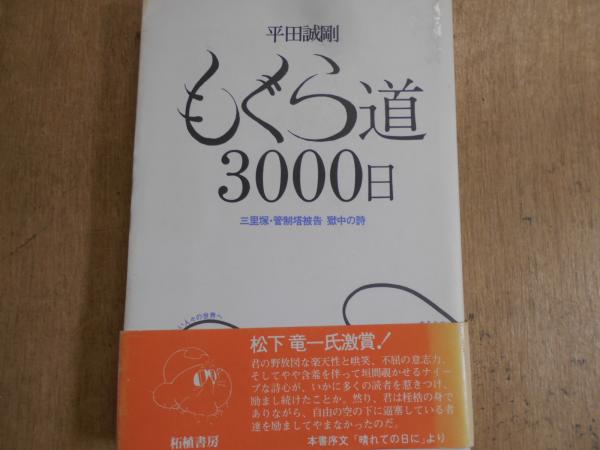 平田誠剛
もぐら道
3000日
三里塚・管制塔被告 獄中の詩
い人々の世界へ
松下竜一氏激賞!
君の野放図な楽天性と哄笑、不屈の意志力、
そしてやや含羞を伴って垣間覗かせるナイー
ブな詩心が、いかに多くの読者を惹きつけ、
励まし続けたことか。然り、君は桎梏の身で
ありながら、自由の空の下に逼塞している者
達を励ましてやまなかったのだ。
柘植書房
本書序文「晴れての日に」より